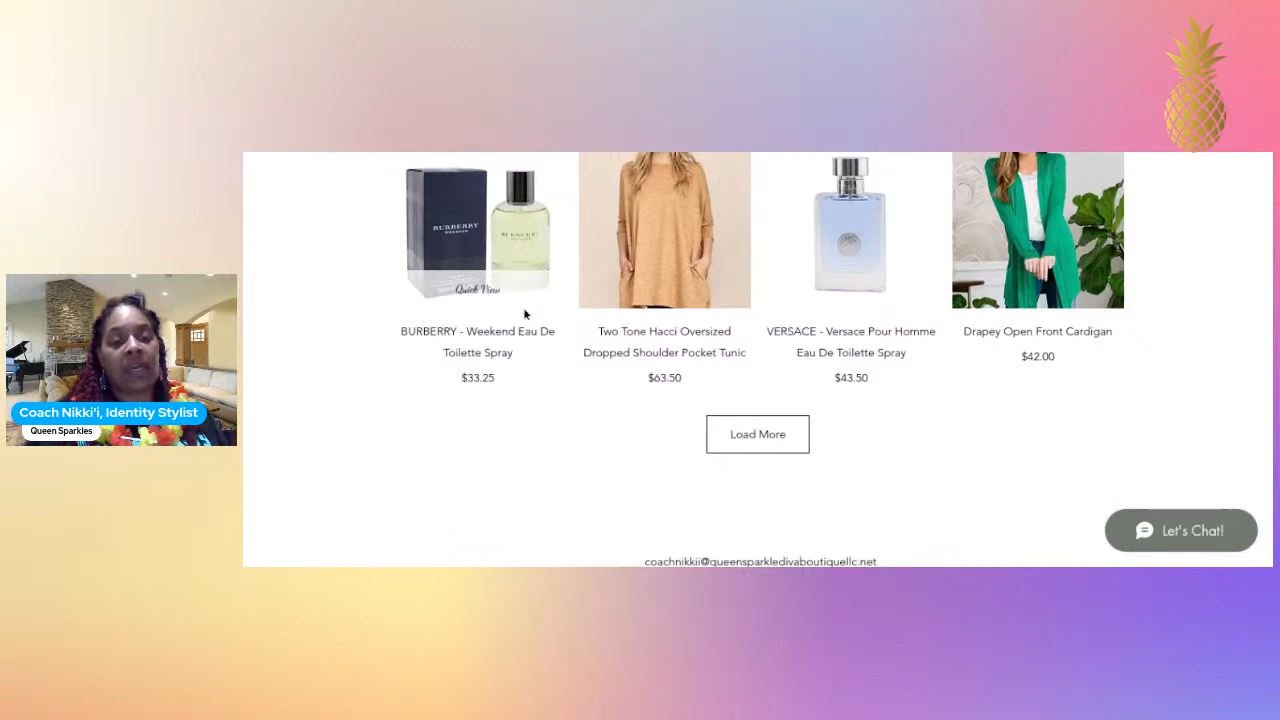 BURBERRY
Quick View
BURBERRY - Weekend Eau De
Toilette Spray
$33.25
Two Tone Hacci Oversized
Dropped Shoulder Pocket Tunic
$63.50
VERSACE - Versace Pour Homme
Eau De Toilette Spray
$43.50
Drapey Open Front Cardigan
$42.00
Load More
Let's Chat!
coachnikkii@queensparkledivaboutiquellc.net
Coach Nikki'i, Identity Stylist
Queen Sparkles